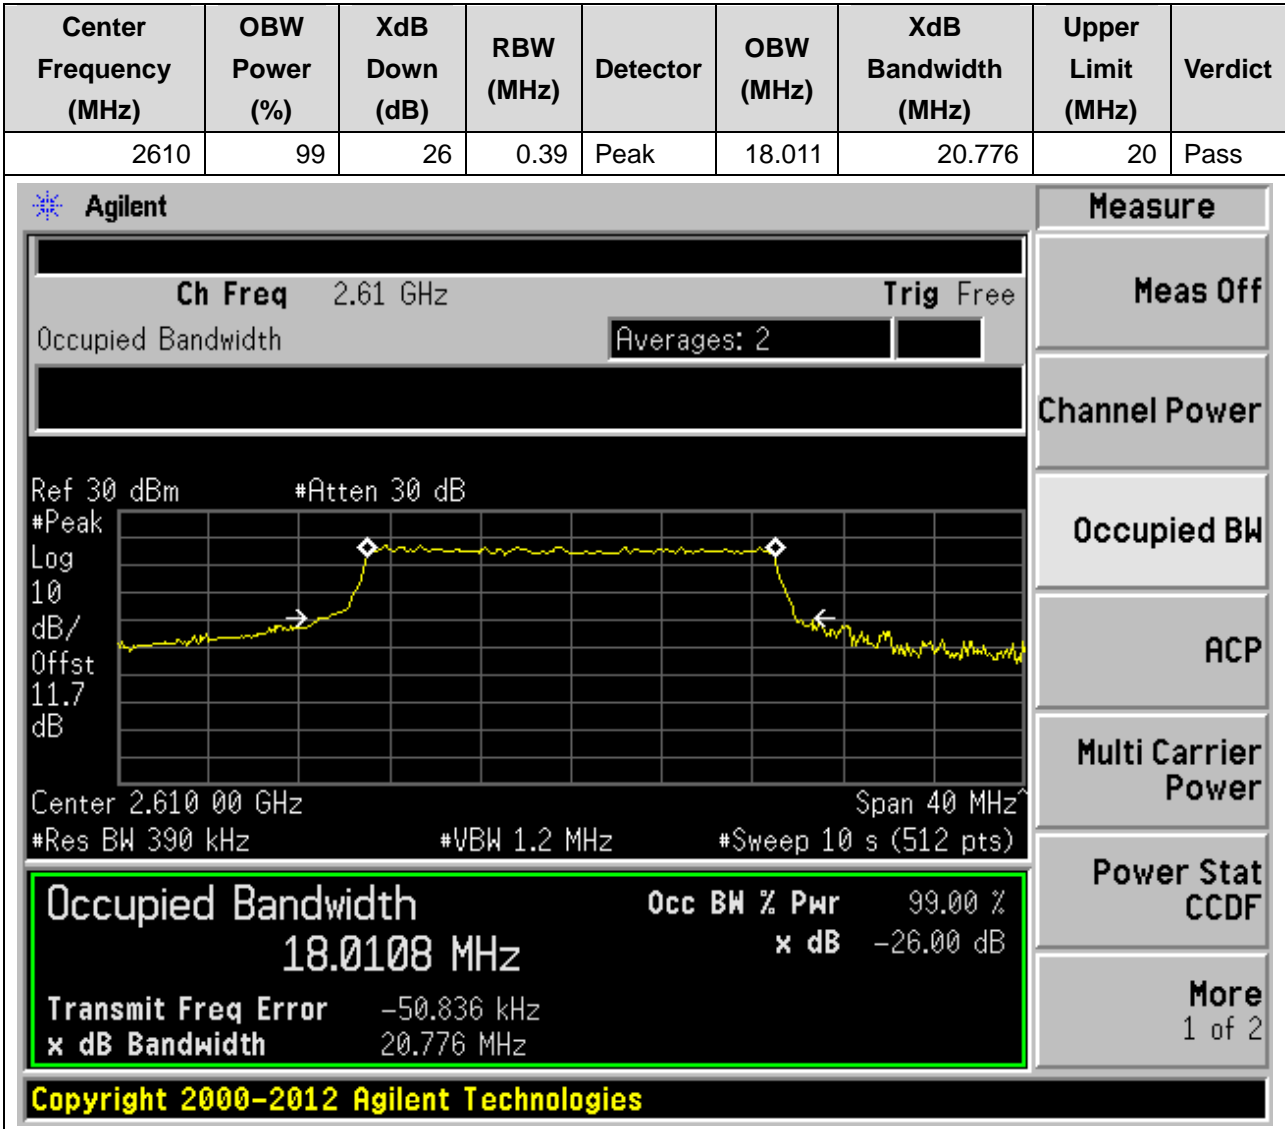 Center Frequency (MHz) OBW Power (%) XdB Down (dB) RBW (MHz) Detector OBW (MHz) XdB Bandwidth (MHz) Upper Limit (MHz) Verdict
2610 99 26 0.39 Peak 18.011 20.776 20 Pass
Agilent
Measure
Ch Freq 2.61 GHz Trig Free
Meas Off
Occupied Bandwidth Averages: 2
Channel Power
Ref 30 dBm #Atten 30 dB
#Peak
Log
10
dB/
Offst
11.7
dB
Occupied BW
ACP
Multi Carrier
Power
Center 2.610 00 GHz Span 40 MHz^
#Res BW 390 kHz #VBW 1.2 MHz #Sweep 10 s (512 pts)
Power Stat
CCDF
Occupied Bandwidth Occ BW % Pwr 99.00 %
18.0108 MHz x dB -26.00 dB
Transmit Freq Error -50.836 kHz
x dB Bandwidth 20.776 MHz
More
1 of 2
Copyright 2000-2012 Agilent Technologies